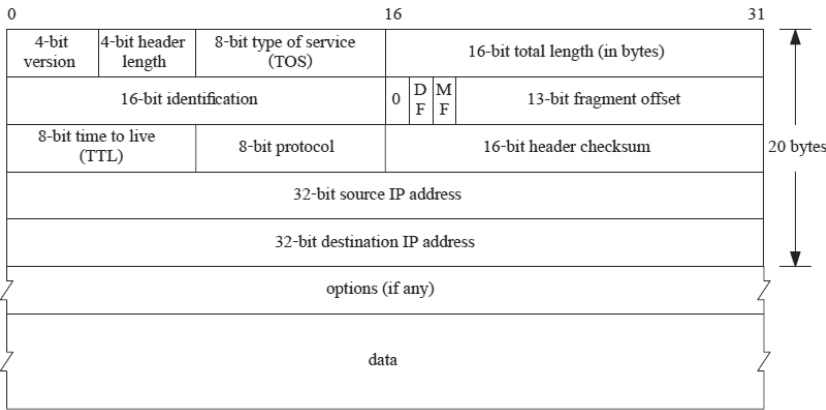 0 16 31
4-bit version
4-bit header length
8-bit type of service (TOS)
16-bit total length (in bytes)
16-bit identification
0
DF
MF
13-bit fragment offset
8-bit time to live (TTL)
8-bit protocol
16-bit header checksum
20 bytes
32-bit source IP address
32-bit destination IP address
options (if any)
data